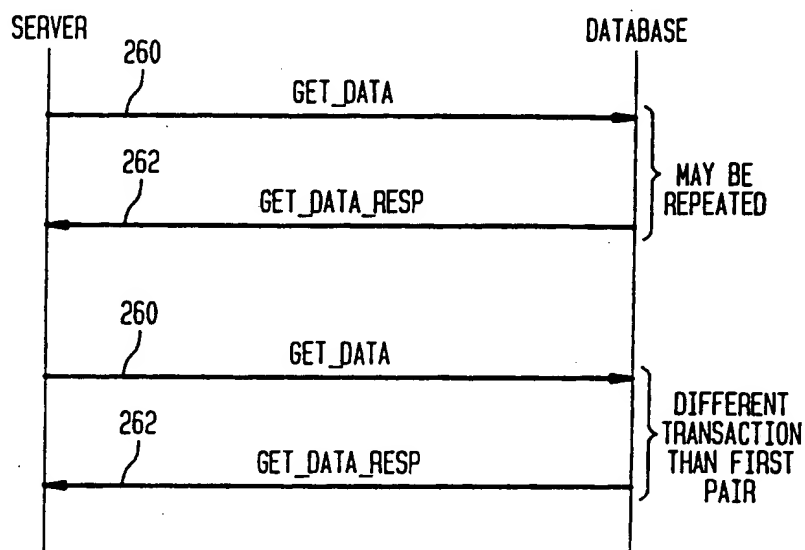 SERVER
DATABASE
260
GET_DATA
262
GET_DATA_RESP
MAY BE
REPEATED
260
GET_DATA
262
GET_DATA_RESP
DIFFERENT
TRANSACTION
THAN FIRST
PAIR